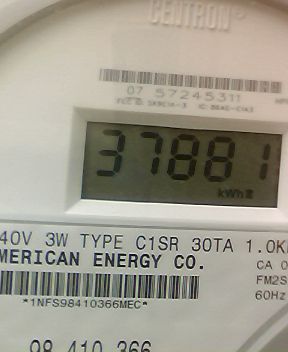 CENTRON
07 57245311
37881
kWh
40V 3W TYPE C1SR 30TA 1.0K
MERICAN ENERGY CO.
CA 0
FM2S
60Hz
*1NFS98410366MEC*
98 410 366